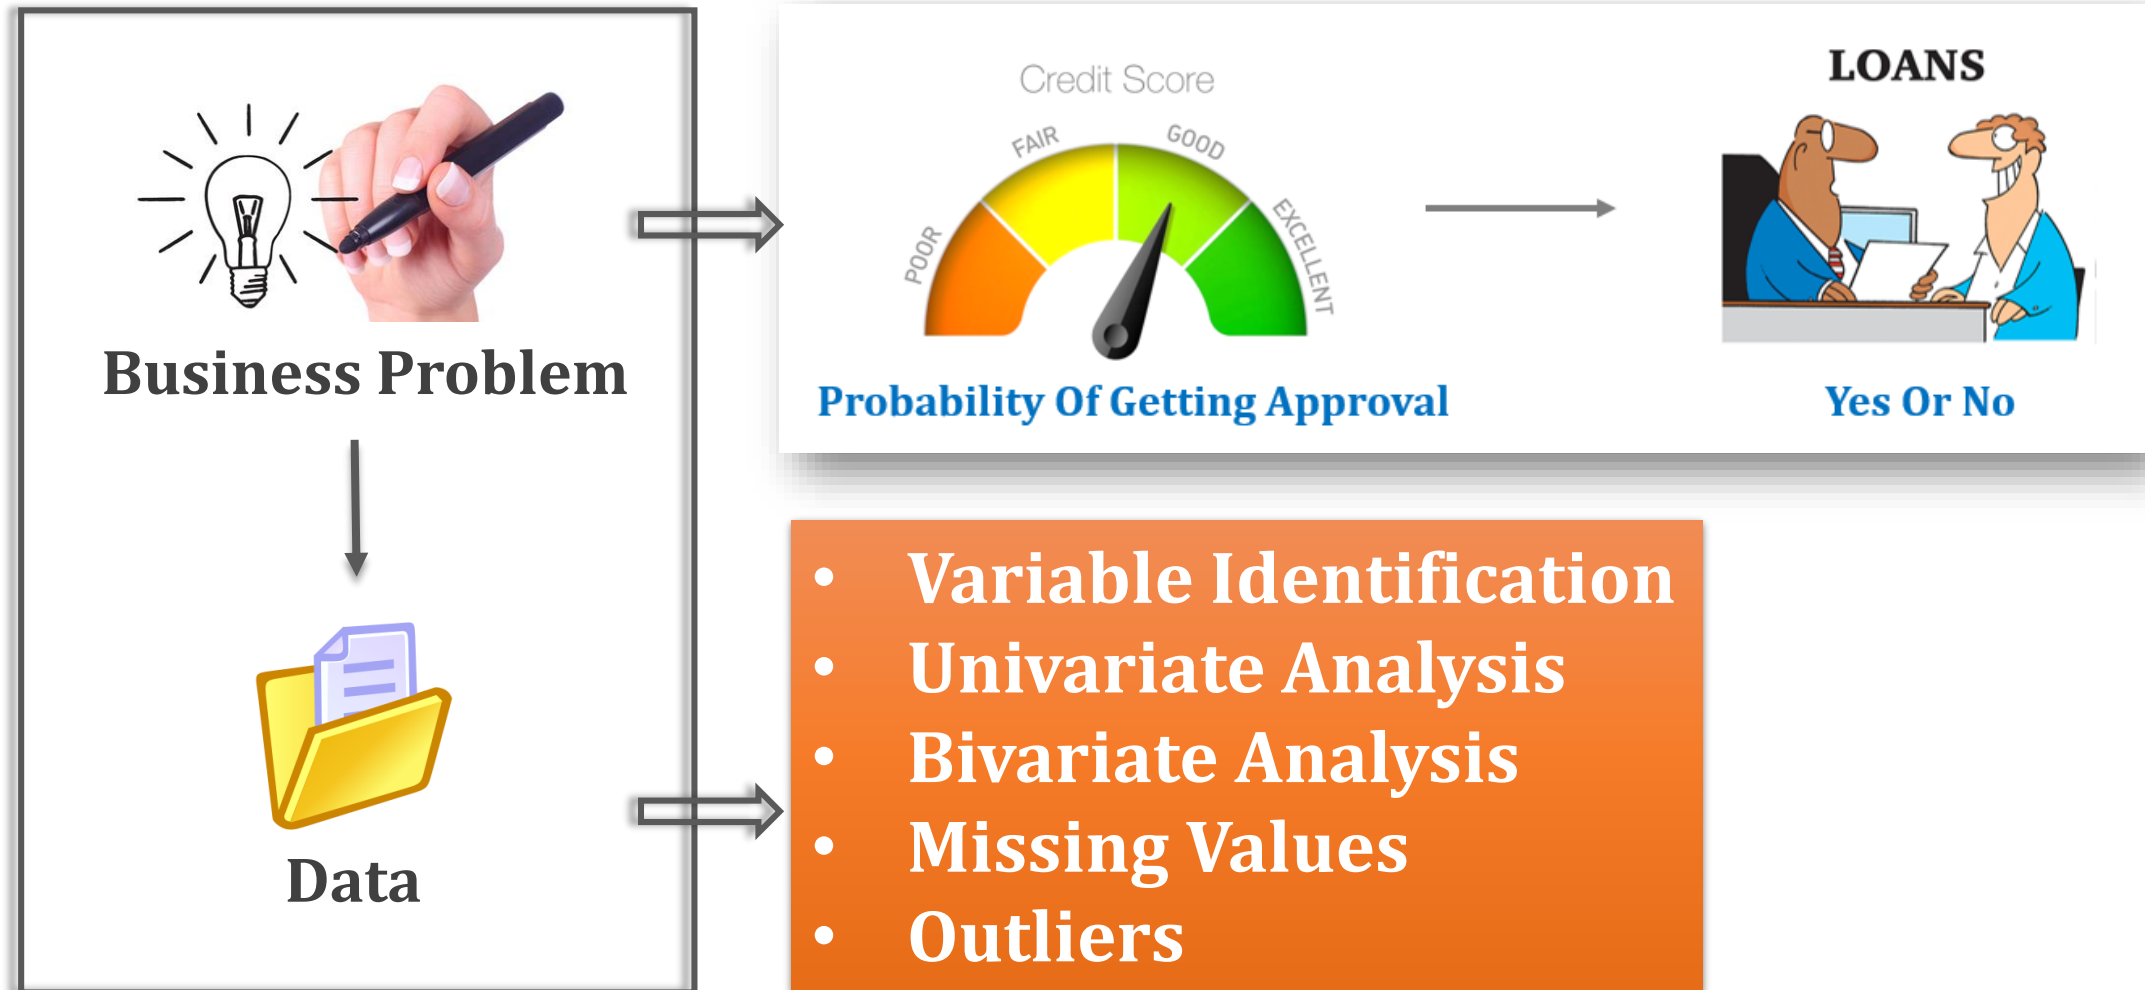 Business Problem
Data
Credit Score
POOR
FAIR
GOOD
EXCELLENT
Probability Of Getting Approval
LOANS
Yes Or No
• Variable Identification
• Univariate Analysis
• Bivariate Analysis
• Missing Values
• Outliers